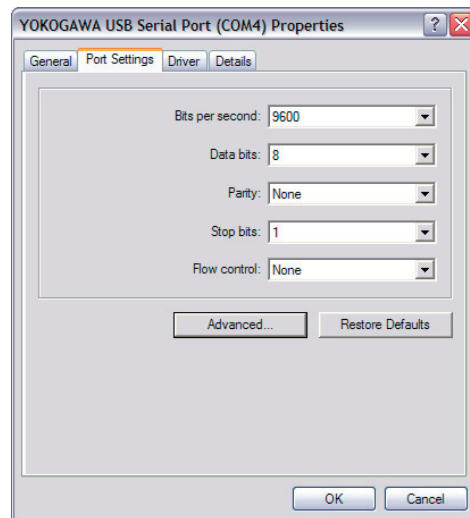 YOKOGAWA USB Serial Port (COM4) Properties
General Port Settings Driver Details
Bits per second: 9600
Data bits: 8
Parity: None
Stop bits: 1
Flow control: None
Advanced... Restore Defaults
OK Cancel